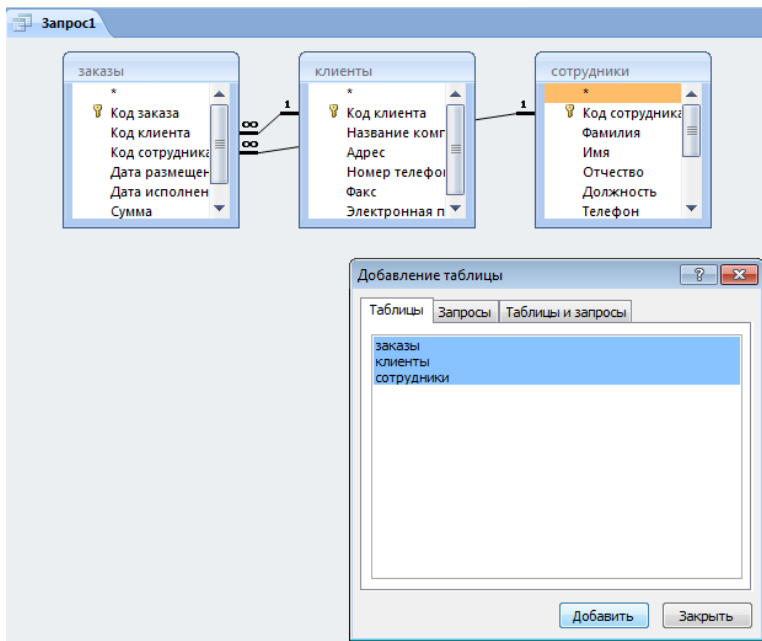 Запрос1
заказы
*
Код заказа
Код клиента
Код сотрудника
Дата размещен
Дата исполнен
Сумма
клиенты
*
Код клиента
Название комп
Адрес
Номер телефон
Факс
Электронная п
сотрудники
*
Код сотрудника
Фамилия
Имя
Отчество
Должность
Телефон
1
∞
∞
1
Добавление таблицы
Таблицы Запросы Таблицы и запросы
заказы
клиенты
сотрудники
Добавить Закрыть